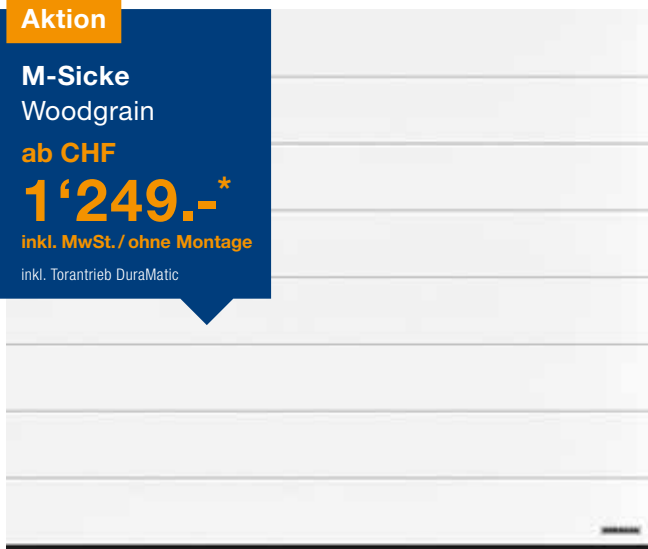 Aktion
M-Sicke
Woodgrain
ab CHF
1‘249.-*
inkl. MwSt. / ohne Montage
inkl. Torantrieb DuraMatic